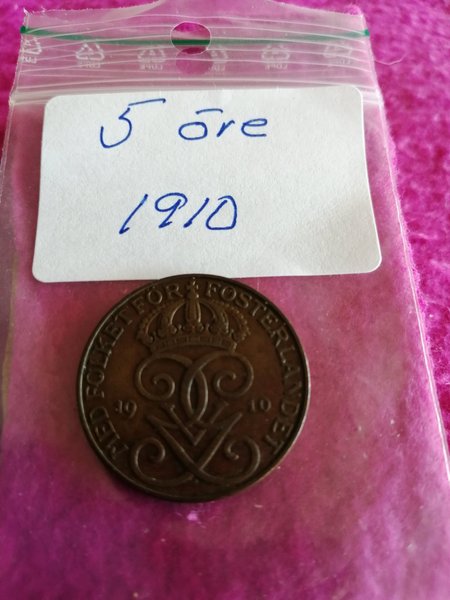 5 öre
1910
MED FOLKET FÖR FOSTERLANDET
19 10